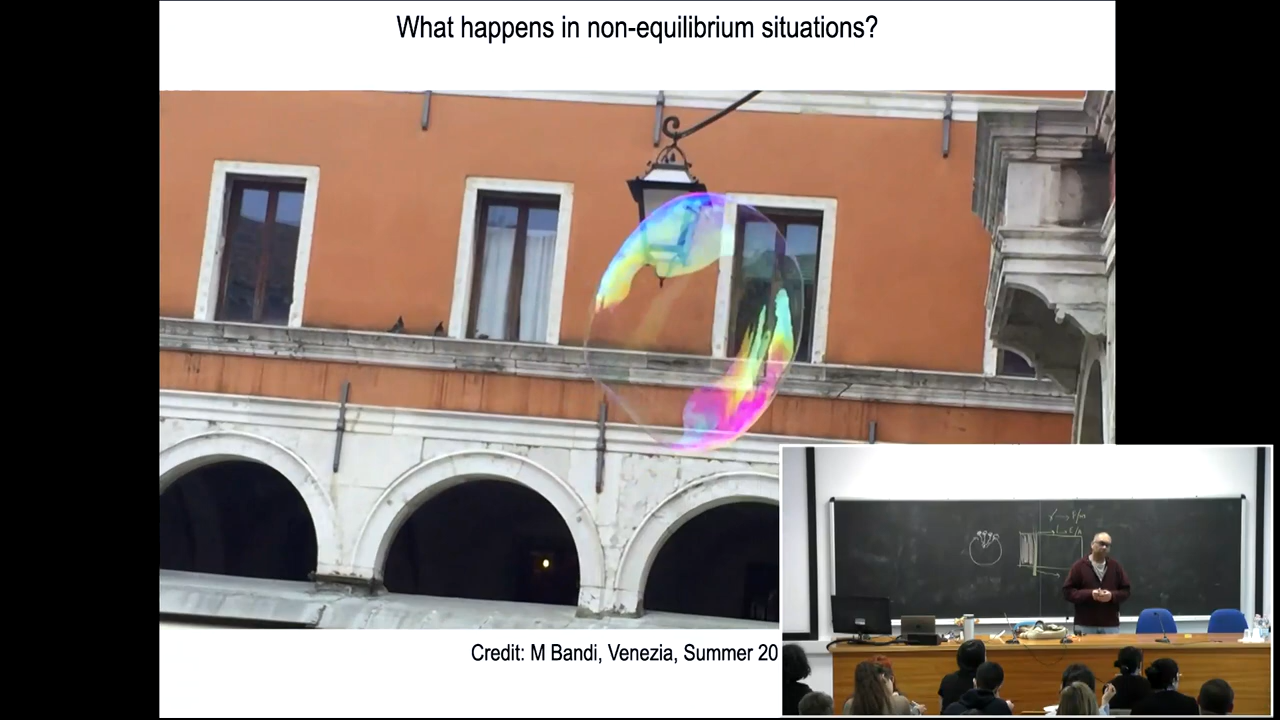 What happens in non-equilibrium situations?
Credit: M Bandi, Venezia, Summer 20